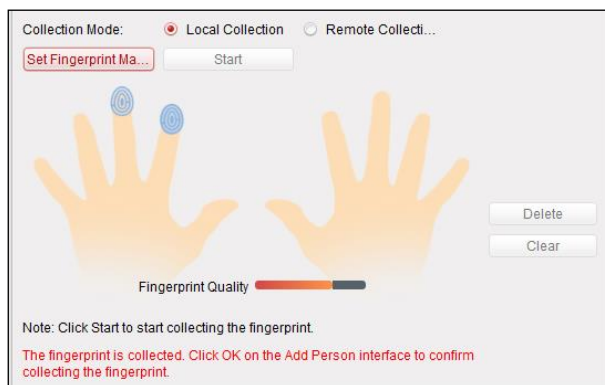 Collection Mode: Local Collection Remote Collecti...
Set Fingerprint Ma... Start
Delete
Clear
Fingerprint Quality
Note: Click Start to start collecting the fingerprint.
The fingerprint is collected. Click OK on the Add Person interface to confirm
collecting the fingerprint.